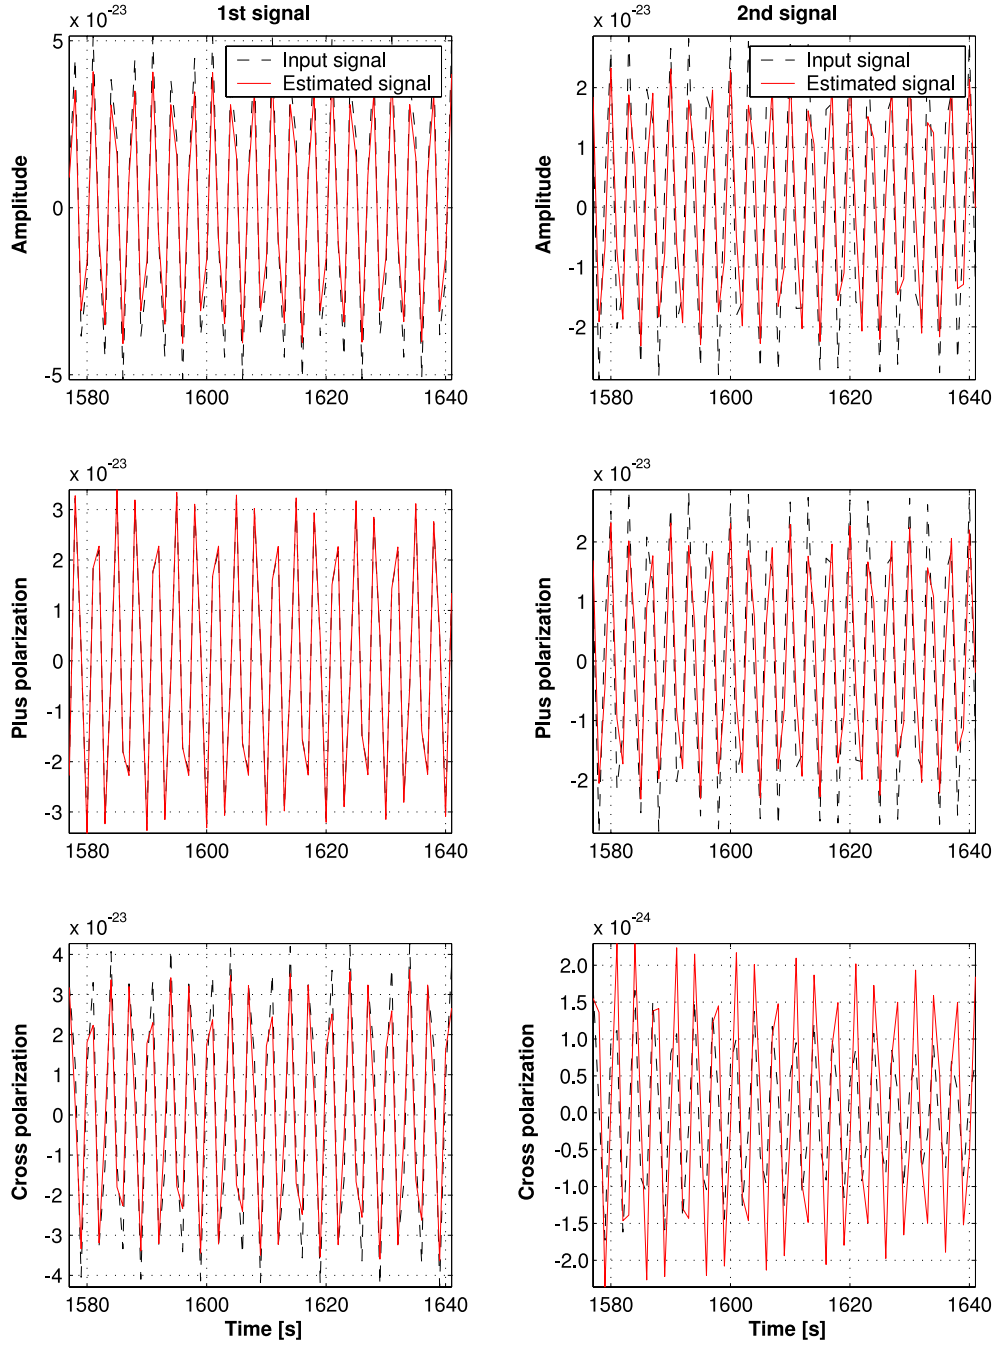 1st signal
x 10-23
5
0
-5
Amplitude
Input signal
Estimated signal
1580 1600 1620 1640
2nd signal
x 10-23
2
1
0
-1
-2
Amplitude
Input signal
Estimated signal
1580 1600 1620 1640
x 10-23
3
2
1
0
-1
-2
-3
Plus polarization
1580 1600 1620 1640
x 10-23
2
1
0
-1
-2
Plus polarization
1580 1600 1620 1640
x 10-23
4
3
2
1
0
-1
-2
-3
-4
Cross polarization
1580 1600 1620 1640
Time [s]
x 10-24
2.0
1.5
1.0
0.5
0.0
-0.5
-1.0
-1.5
-2.0
Cross polarization
1580 1600 1620 1640
Time [s]